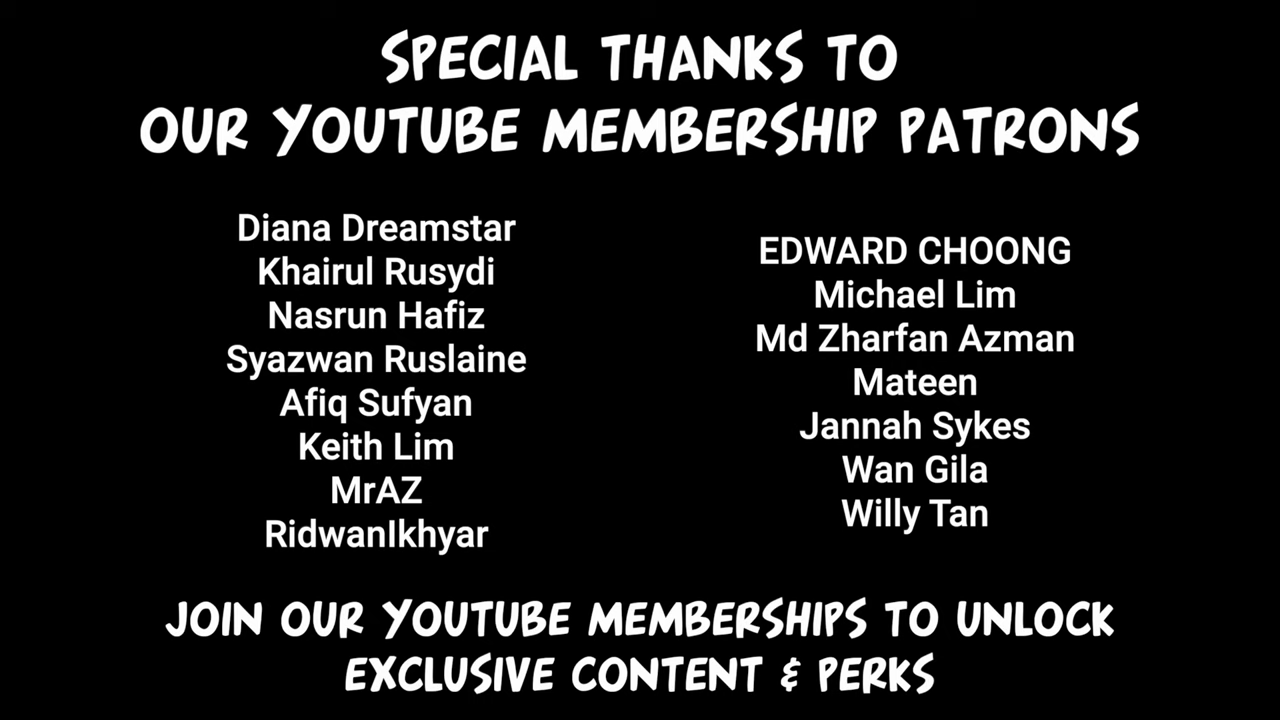 SPECIAL THANKS TO
OUR YOUTUBE MEMBERSHIP PATRONS
Diana Dreamstar
Khairul Rusydi
Nasrun Hafiz
Syazwan Ruslaine
Afiq Sufyan
Keith Lim
MrAZ
RidwanIkhyar
EDWARD CHOONG
Michael Lim
Md Zharfan Azman
Mateen
Jannah Sykes
Wan Gila
Willy Tan
JOIN OUR YOUTUBE MEMBERSHIPS TO UNLOCK
EXCLUSIVE CONTENT & PERKS